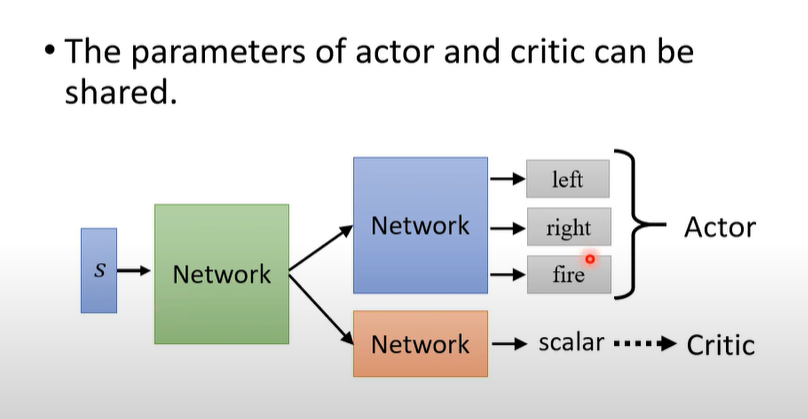 • The parameters of actor and critic can be
shared.
s
Network
Network
left
right
fire
Actor
Network
scalar
Critic